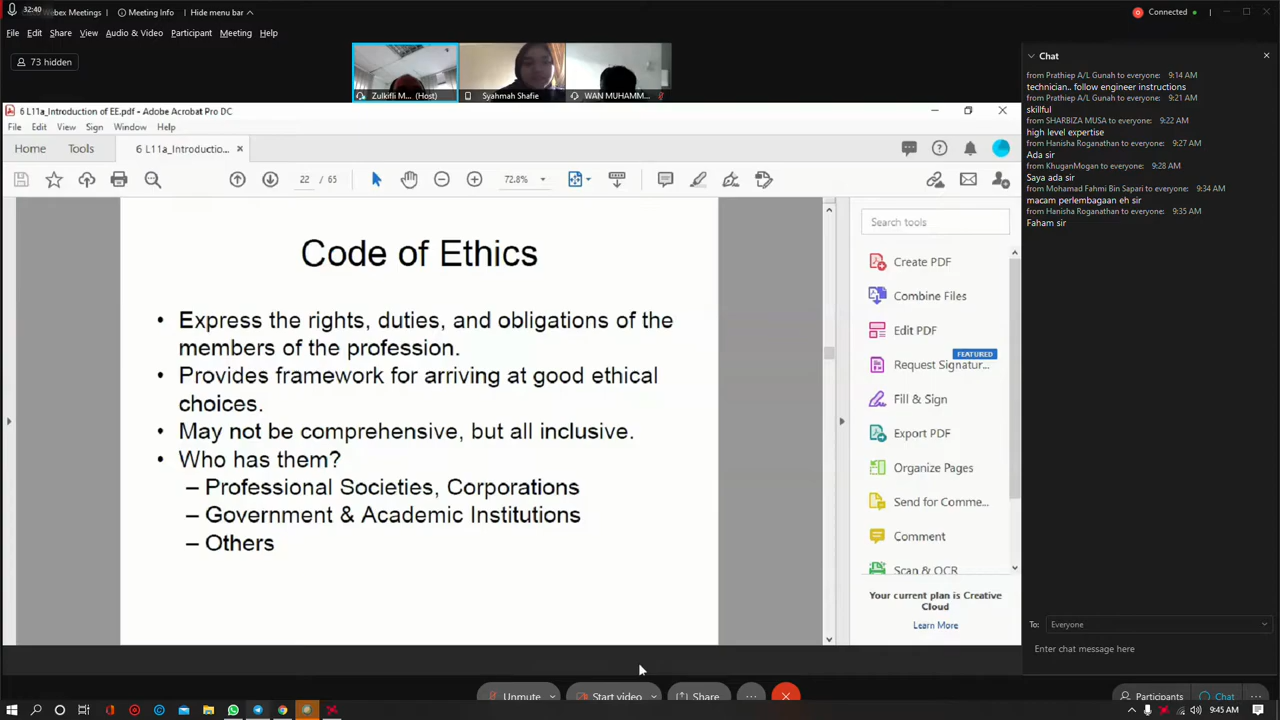 32:40
Webex Meetings
Meeting Info
Hide menu bar
Connected
File Edit Share View Audio & Video Participant Meeting Help
73 hidden
Zulkifli M... (Host)
Syahmah Shafie
WAN MUHAMM...
6 L11a_Introduction of EE.pdf - Adobe Acrobat Pro DC
File Edit View Sign Window Help
Home Tools 6 L11a_Introductio... ×
22 / 65 72.8%
Code of Ethics
• Express the rights, duties, and obligations of the
members of the profession.
• Provides framework for arriving at good ethical
choices.
• May not be comprehensive, but all inclusive.
• Who has them?
– Professional Societies, Corporations
– Government & Academic Institutions
– Others
Search tools
Create PDF
Combine Files
Edit PDF
FEATURED
Request Signatur...
Fill & Sign
Export PDF
Organize Pages
Send for Comme...
Comment
Scan & OCR
Your current plan is Creative
Cloud
Learn More
Chat
from Prathiep A/L Gunah to everyone: 9:14 AM
technician.. follow engineer instructions
from Prathiep A/L Gunah to everyone: 9:21 AM
skillful
from SHARBIZA MUSA to everyone: 9:22 AM
high level expertise
from Hanisha Roganathan to everyone: 9:27 AM
Ada sir
from KhuganMogan to everyone: 9:28 AM
Saya ada sir
from Mohamad Fahmi Bin Sapari to everyone: 9:34 AM
macam perlembagaan eh sir
from Hanisha Roganathan to everyone: 9:35 AM
Faham sir
To: Everyone
Enter chat message here
Unmute
Start video
Share
Participants
Chat
9:45 AM